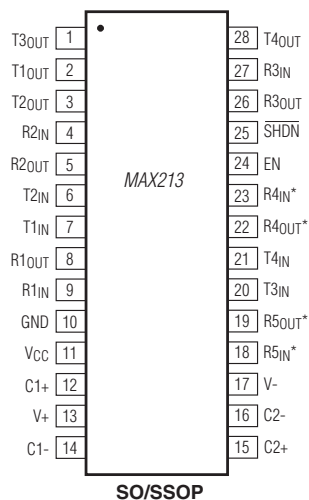 T3OUT 1 28 T4OUT
T1OUT 2 27 R3IN
T2OUT 3 26 R3OUT
R2IN 4 25 SHDN
R2OUT 5 24 EN
MAX213
T2IN 6 23 R4IN*
T1IN 7 22 R4OUT*
R1OUT 8 21 T4IN
R1IN 9 20 T3IN
GND 10 19 R5OUT*
VCC 11 18 R5IN*
C1+ 12 17 V-
V+ 13 16 C2-
C1- 14 15 C2+
SO/SSOP